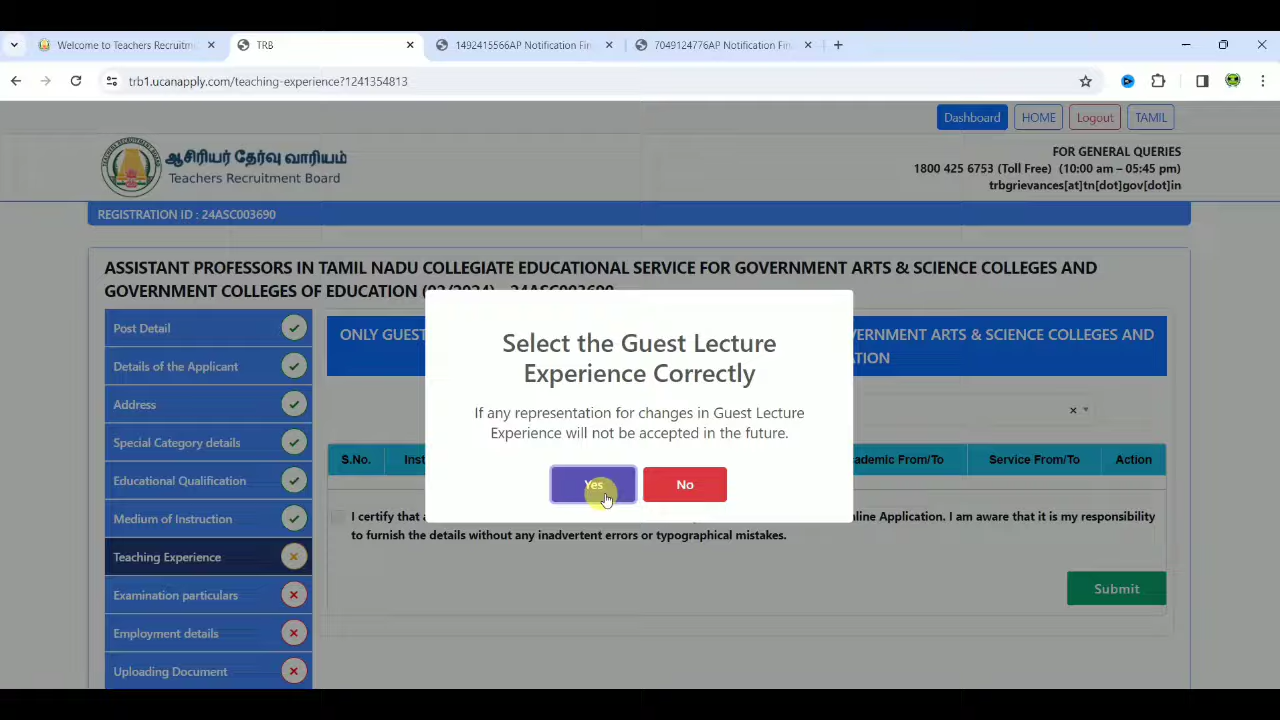 Welcome to Teachers Recruitm
TRB
1492415566AP Notification Fin
7049124776AP Notification Fin
trb1.ucanapply.com/teaching-experience?1241354813
Dashboard
HOME
Logout
TAMIL
ஆசிரியர் தேர்வு வாரியம்
Teachers Recruitment Board
FOR GENERAL QUERIES
1800 425 6753 (Toll Free) (10:00 am – 05:45 pm)
trbgrievances[at]tn[dot]gov[dot]in
REGISTRATION ID : 24ASC003690
ASSISTANT PROFESSORS IN TAMIL NADU COLLEGIATE EDUCATIONAL SERVICE FOR GOVERNMENT ARTS & SCIENCE COLLEGES AND
GOVERNMENT COLLEGES OF EDUCATION (02/2024) - 24ASC003690
Post Detail
Details of the Applicant
Address
Special Category details
Educational Qualification
Medium of Instruction
Teaching Experience
Examination particulars
Employment details
Uploading Document
ONLY GUEST
ERNMENT ARTS & SCIENCE COLLEGES AND
ATION
Select the Guest Lecture
Experience Correctly
If any representation for changes in Guest Lecture
Experience will not be accepted in the future.
Yes
No
S.No.
Inst
ademic From/To
Service From/To
Action
I certify that a
nline Application. I am aware that it is my responsibility
to furnish the details without any inadvertent errors or typographical mistakes.
Submit